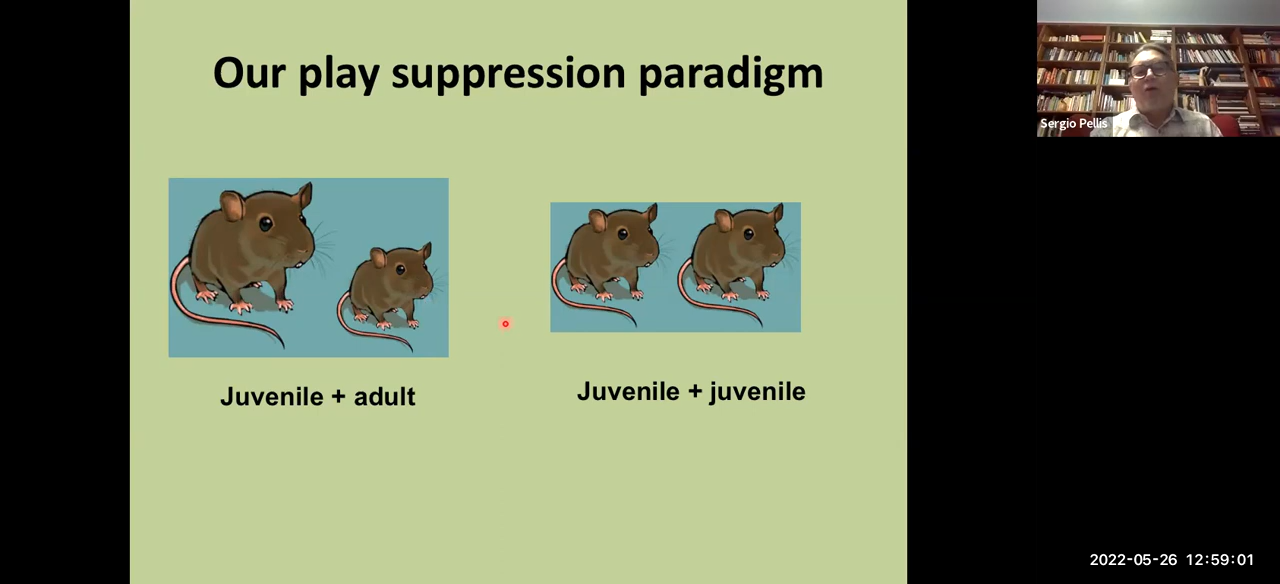 Our play suppression paradigm
Juvenile + adult
Juvenile + juvenile
Sergio Pellis
2022-05-26 12:59:01